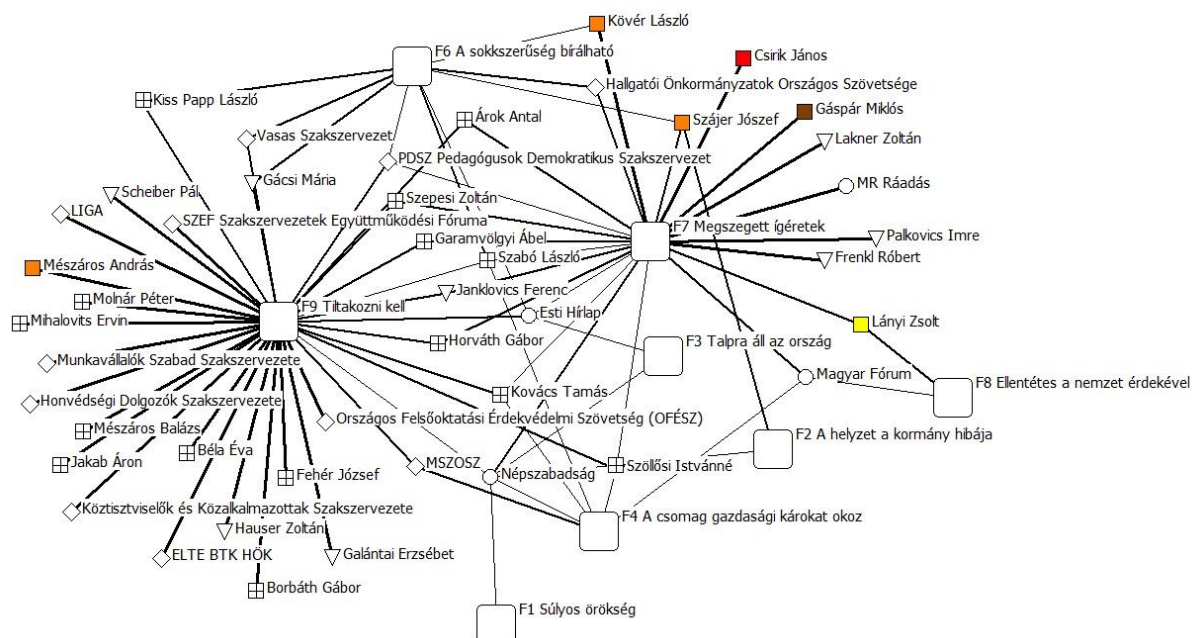 Kövér László
F6 A sokkszerűség bírálható
Csirik János
Hallgatói Önkormányzatok Országos Szövetsége
Kiss Papp László
Gáspár Miklós
Árok Antal
Szájer Jószef
Vasas Szakszervezet
Lakner Zoltán
PDSZ Pedagógusok Demokratikus Szakszervezet
Gácsi Mária
MR Ráadás
Scheiber Pál
Szepesi Zoltán
LIGA
SZEF Szakszervezetek Együttműködési Fóruma
F7 Megszegett ígéretek
Palkovics Imre
Garamvölgyi Ábel
Szabó László
Frenkl Róbert
Mészáros András
Janklovics Ferenc
Molnár Péter
F9 Tiltakozni kell
Esti Hírlap
Mihalovits Ervin
Lányi Zsolt
Horváth Gábor
F3 Talpra áll az ország
Munkavállalók Szabad Szakszervezete
Magyar Fórum
F8 Ellentétes a nemzet érdekével
Kovács Tamás
Honvédségi Dolgozók Szakszervezete
Országos Felsőoktatási Érdekvédelmi Szövetség (OFÉSZ)
Mészáros Balázs
F2 A helyzet a kormány hibája
Béla Éva
Jakab Áron
MSZOSZ
Szöllősi Istvánné
Fehér József
Népszabadság
Köztisztviselők és Közalkalmazottak Szakszervezete
F4 A csomag gazdasági károkat okoz
Hauser Zoltán
ELTE BTK HÖK
Galántai Erzsébet
Borbáth Gábor
F1 Súlyos örökség